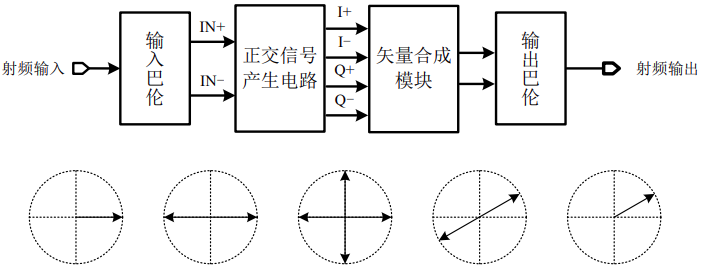 射频输入
输入巴伦
IN+
IN−
正交信号
产生电路
I+
I−
Q+
Q−
矢量合成
模块
输出巴伦
射频输出